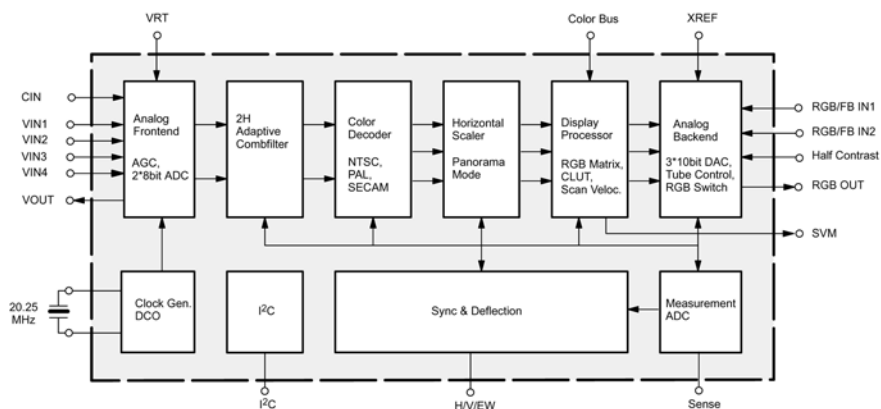 VRT
Color Bus
XREF
CIN
VIN1
VIN2
VIN3
VIN4
VOUT
Analog
Frontend
AGC,
2*8bit ADC
2H
Adaptive
Combfilter
Color
Decoder
NTSC,
PAL,
SECAM
Horizontal
Scaler
Panorama
Mode
Display
Processor
RGB Matrix,
CLUT,
Scan Veloc.
Analog
Backend
3*10bit DAC,
Tube Control,
RGB Switch
RGB/FB IN1
RGB/FB IN2
Half Contrast
RGB OUT
SVM
20.25
MHz
Clock Gen.
DCO
I²C
Sync & Deflection
Measurement
ADC
I²C
H/V/EW
Sense